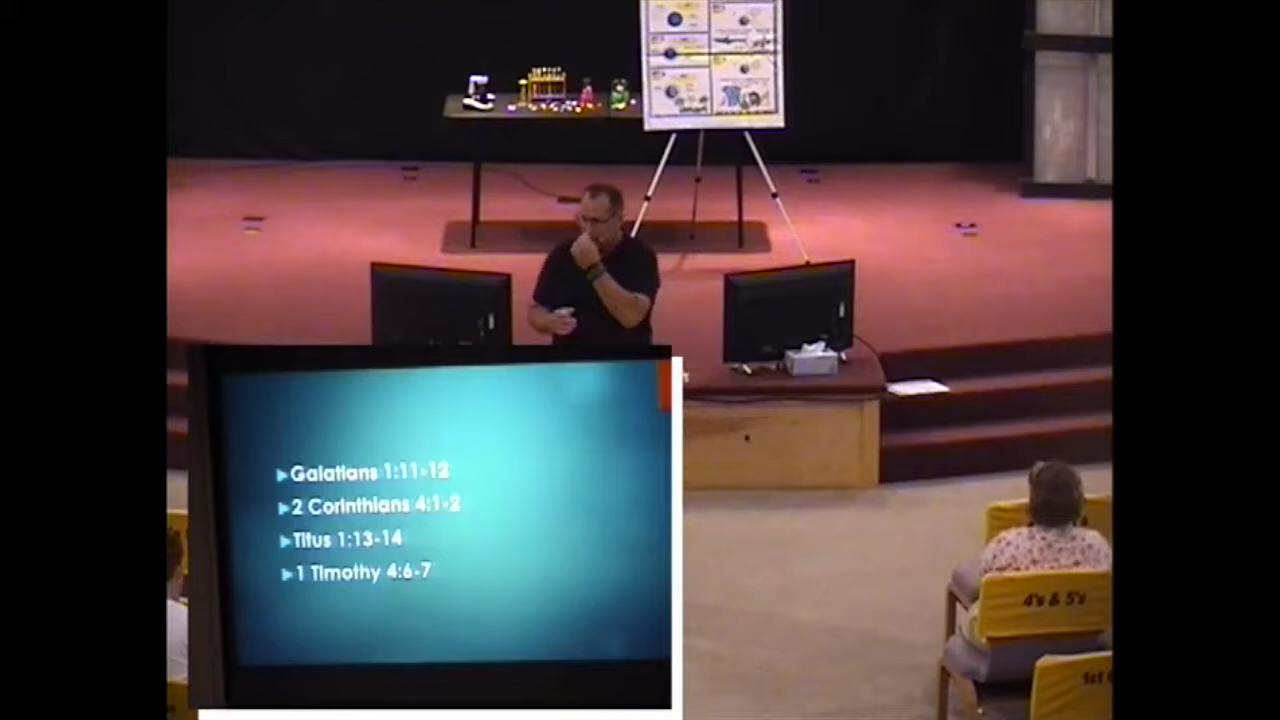 ▶Galatians 1:11-12
▶2 Corinthians 4:1-2
▶Titus 1:13-14
▶1 Timothy 4:6-7
4's & 5's
1st